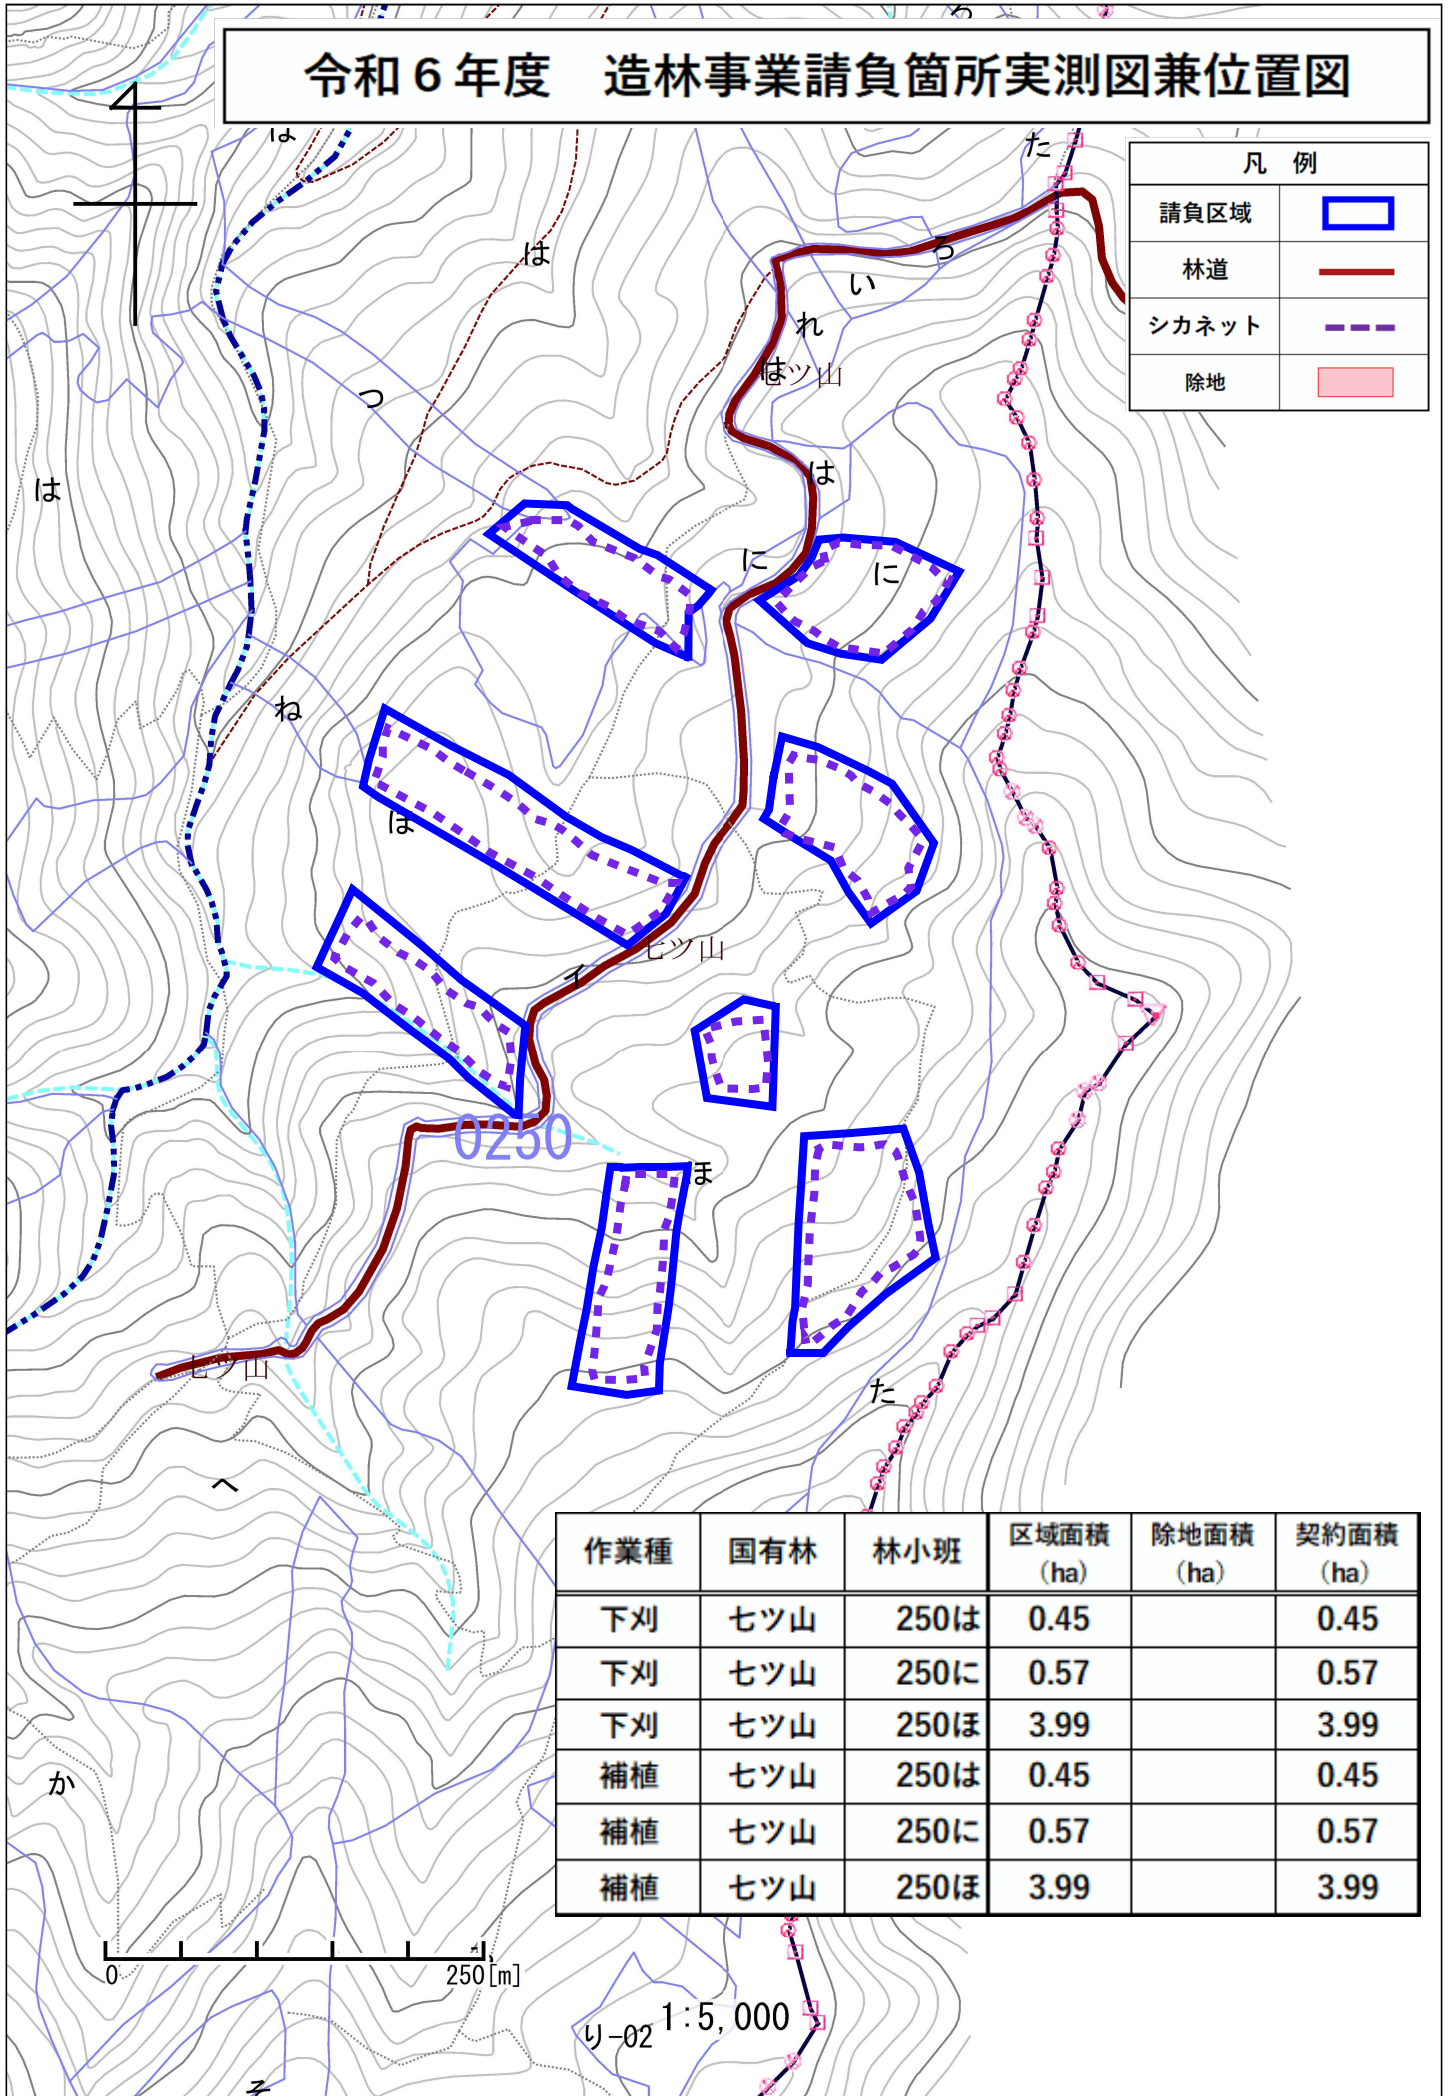 ろ
令和６年度　造林事業請負箇所実測図兼位置図
は
た
凡　例
請負区域
林道
シカネット
除地
は
ろ
い
れ
は
七ツ山
つ
は
は
に
に
ね
ほ
七ツ山
イ
0250
ほ
七ツ山
た
へ
作業種 国有林 林小班 区域面積（ha） 除地面積（ha） 契約面積（ha）
下刈 七ツ山 250は 0.45 0.45
下刈 七ツ山 250に 0.57 0.57
下刈 七ツ山 250ほ 3.99 3.99
補植 七ツ山 250は 0.45 0.45
補植 七ツ山 250に 0.57 0.57
補植 七ツ山 250ほ 3.99 3.99
か
0 250[m]
1:5,000
り-02
そ